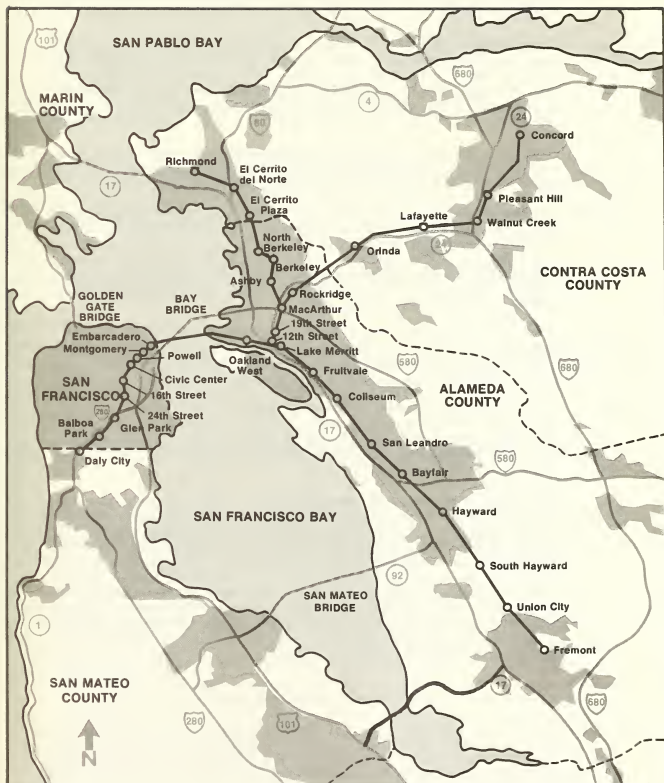 101
SAN PABLO BAY
680
MARIN
COUNTY
4
80
24
Concord
Richmond
El Cerrito
del Norte
17
El Cerrito
Plaza
Pleasant Hill
Lafayette
Walnut Creek
24
North
Berkeley
Orinda
Berkeley
CONTRA COSTA
COUNTY
Ashby
Rockridge
GOLDEN
GATE
BRIDGE
BAY
BRIDGE
MacArthur
19th Street
Embarcadero
12th Street
Montgomery
Lake Merritt
Powell
Oakland
West
580
Fruitvale
Civic Center
SAN
FRANCISCO
16th Street
Coliseum
ALAMEDA
COUNTY
280
24th Street
17
Balboa
Park
Glen Park
San Leandro
Daly City
Bayfair
580
580
Hayward
SAN FRANCISCO BAY
South Hayward
92
SAN MATEO
BRIDGE
Union City
1
Fremont
SAN MATEO
COUNTY
17
280
101
680
N